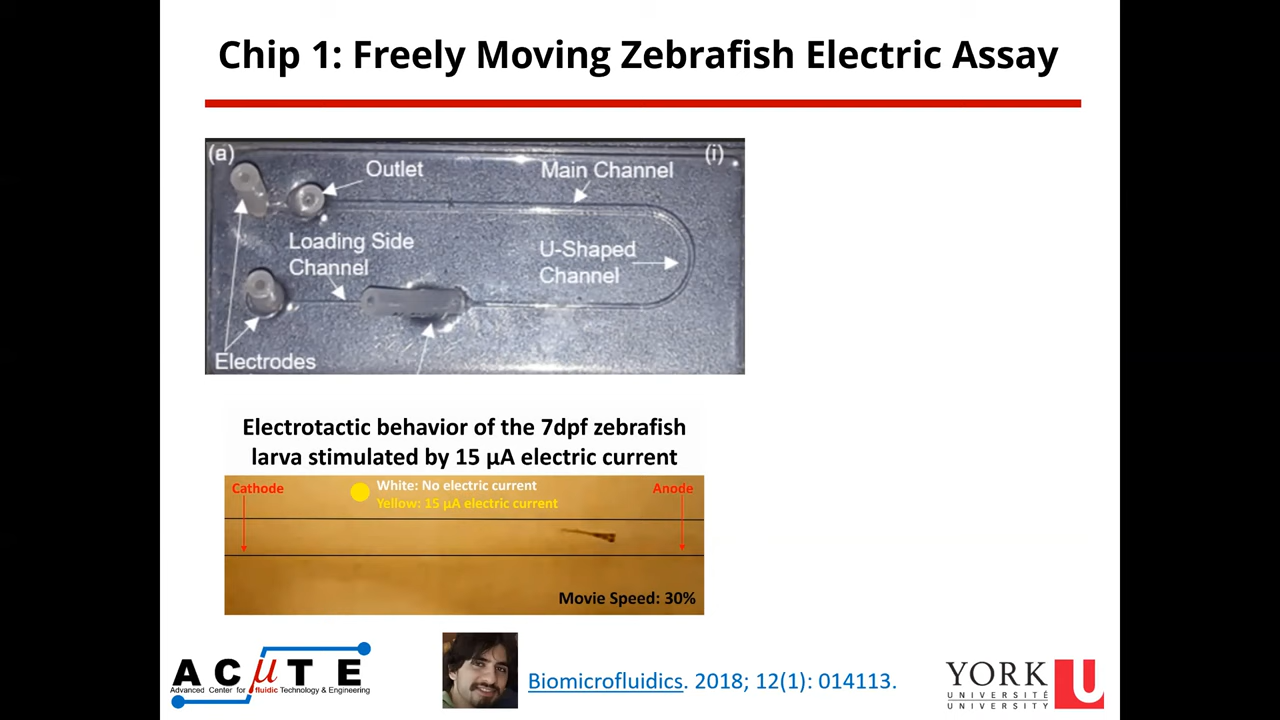 Chip 1: Freely Moving Zebrafish Electric Assay
(a)
Outlet
Main Channel
(i)
Loading Side
Channel
U-Shaped
Channel
Electrodes
Electrotactic behavior of the 7dpf zebrafish
larva stimulated by 15 µA electric current
Cathode
White: No electric current
Yellow: 15 µA electric current
Anode
Movie Speed: 30%
ACµTE
Advanced Center for µfluidic Technology & Engineering
Biomicrofluidics. 2018; 12(1): 014113.
YORK U
UNIVERSITÉ
UNIVERSITY